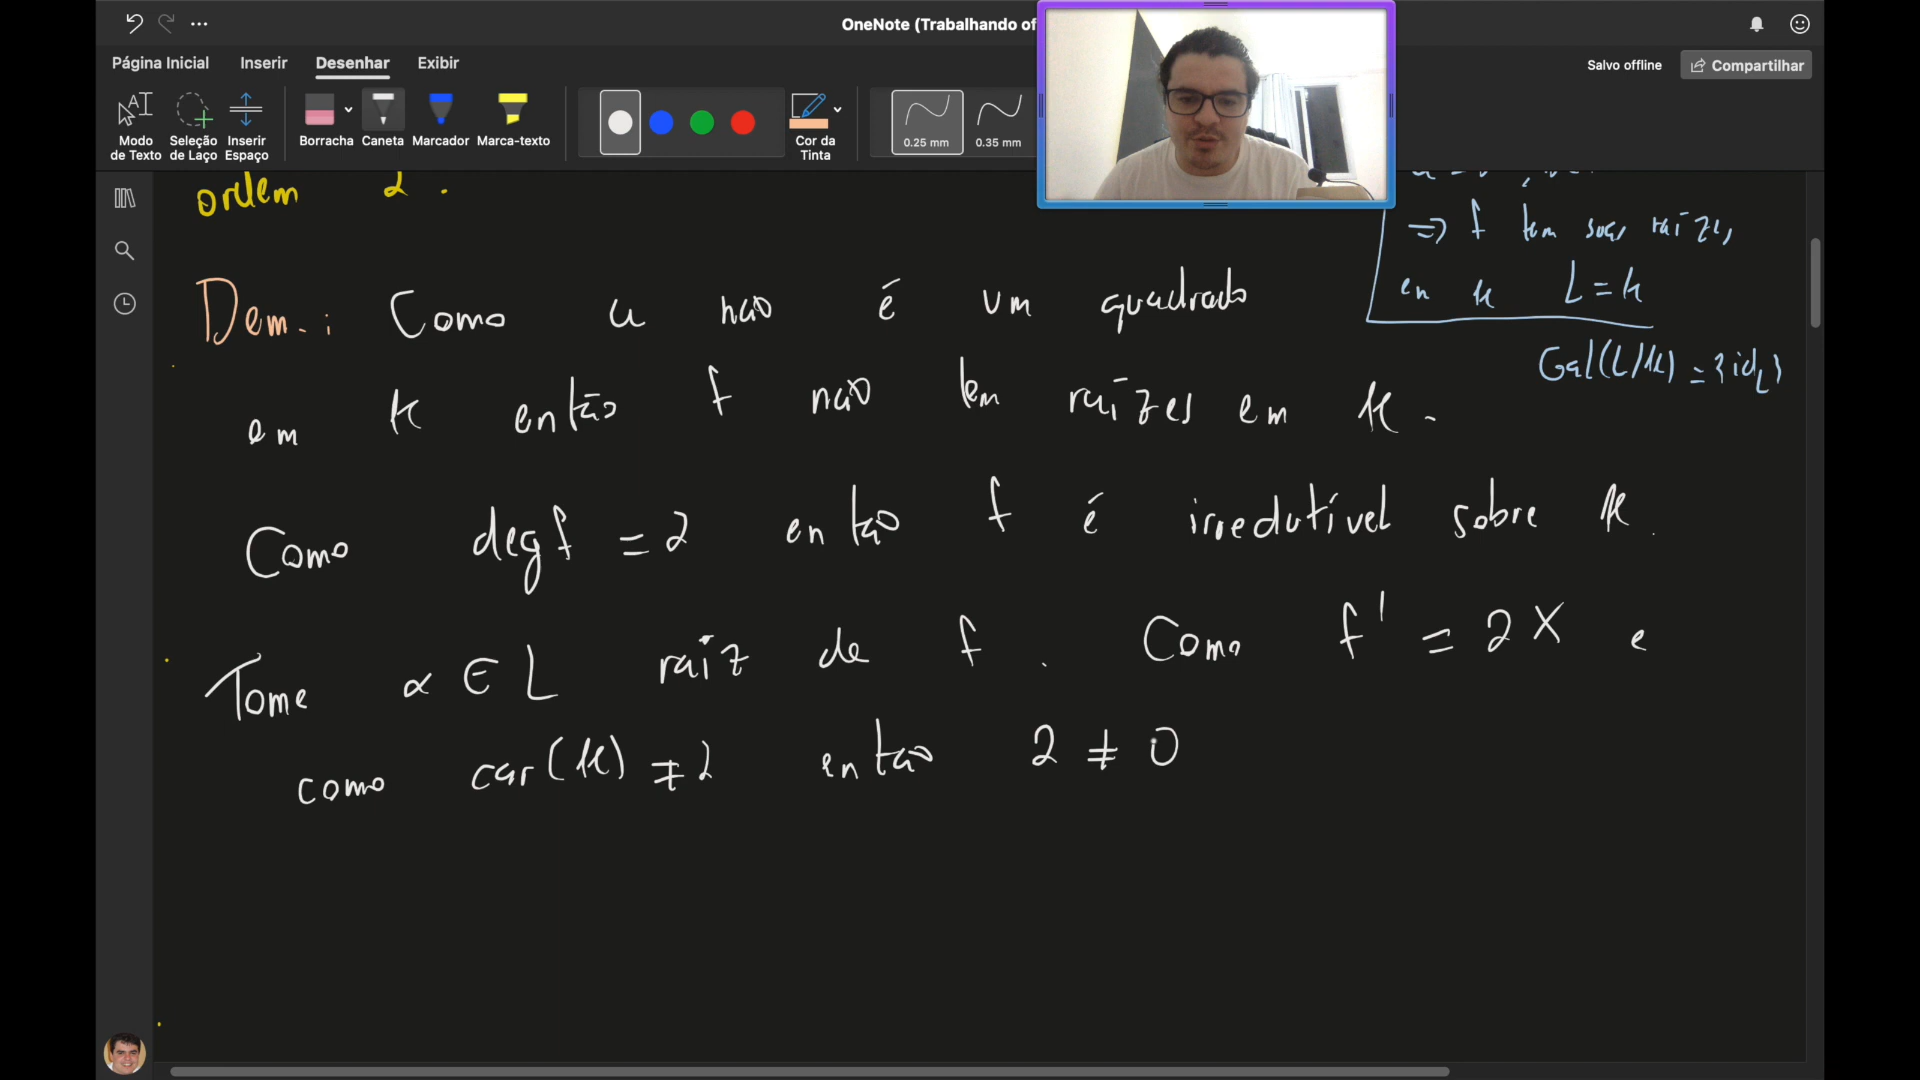 OneNote (Trabalhando of
Página Inicial Inserir Desenhar Exibir
Salvo offline Compartilhar
Modo de Texto
Seleção de Laço
Inserir Espaço
Borracha Caneta Marcador Marca-texto
Cor da Tinta
0.25 mm 0.35 mm
ordem 2.
⇒ f tem suas raízes
em K L = K
Gal(L/K) = {id_L}
Dem.: Como a não é um quadrado
em K então f não tem raízes em K.
Como deg f = 2 então f é irredutível sobre K.
Tome α ∈ L raiz de f. Como f' = 2X e
como car(K) ≠ 2 então 2 ≠ 0